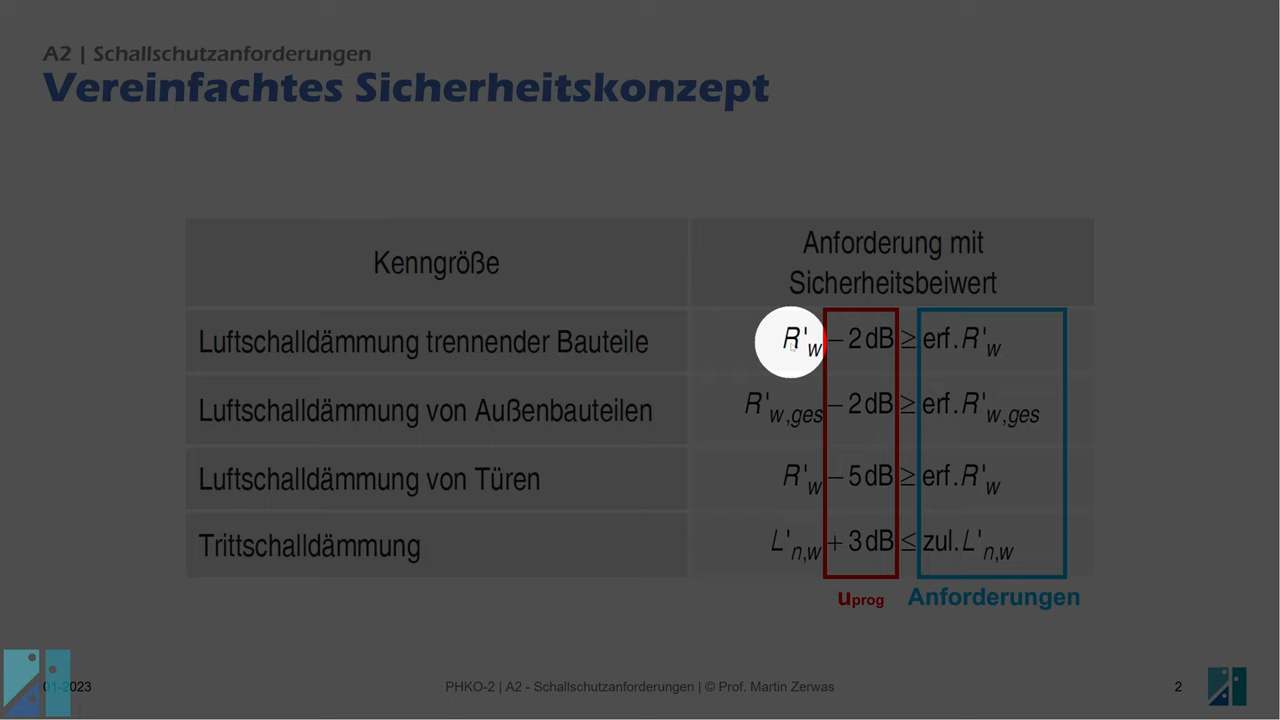 A2 | Schallschutzanforderungen
Vereinfachtes Sicherheitskonzept
Kenngröße
Anforderung mit
Sicherheitsbeiwert
Luftschalldämmung trennender Bauteile
R'w − 2 dB ≥ erf. R'w
Luftschalldämmung von Außenbauteilen
R'w,ges − 2 dB ≥ erf. R'w,ges
Luftschalldämmung von Türen
R'w − 5 dB ≥ erf. R'w
Trittschalldämmung
L'n,w + 3 dB ≤ zul. L'n,w
uprog
Anforderungen
01-2023
PHKO-2 | A2 - Schallschutzanforderungen | © Prof. Martin Zerwas
2